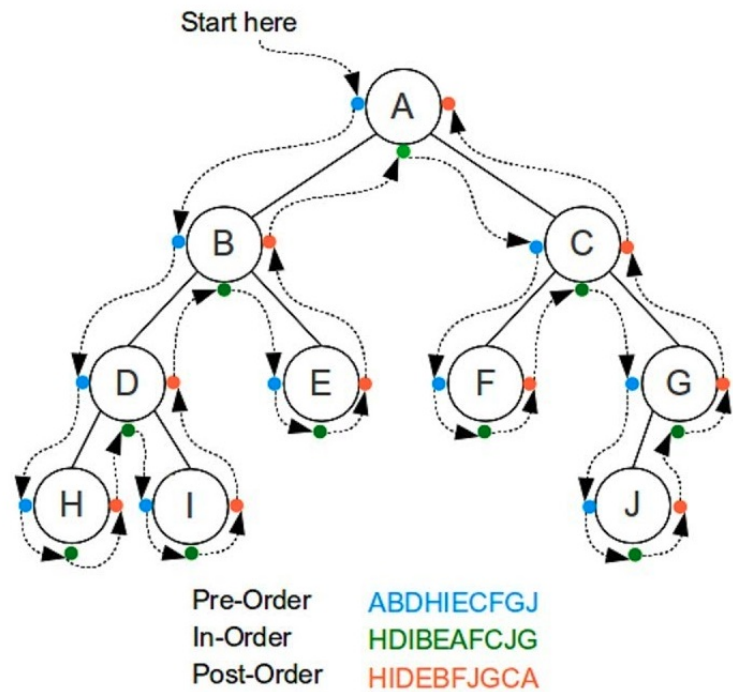 Start here
A
B
C
D
E
F
G
H
I
J
Pre-Order ABDHIECFGJ
In-Order HDIBEAFCJG
Post-Order HIDEBFJGCA